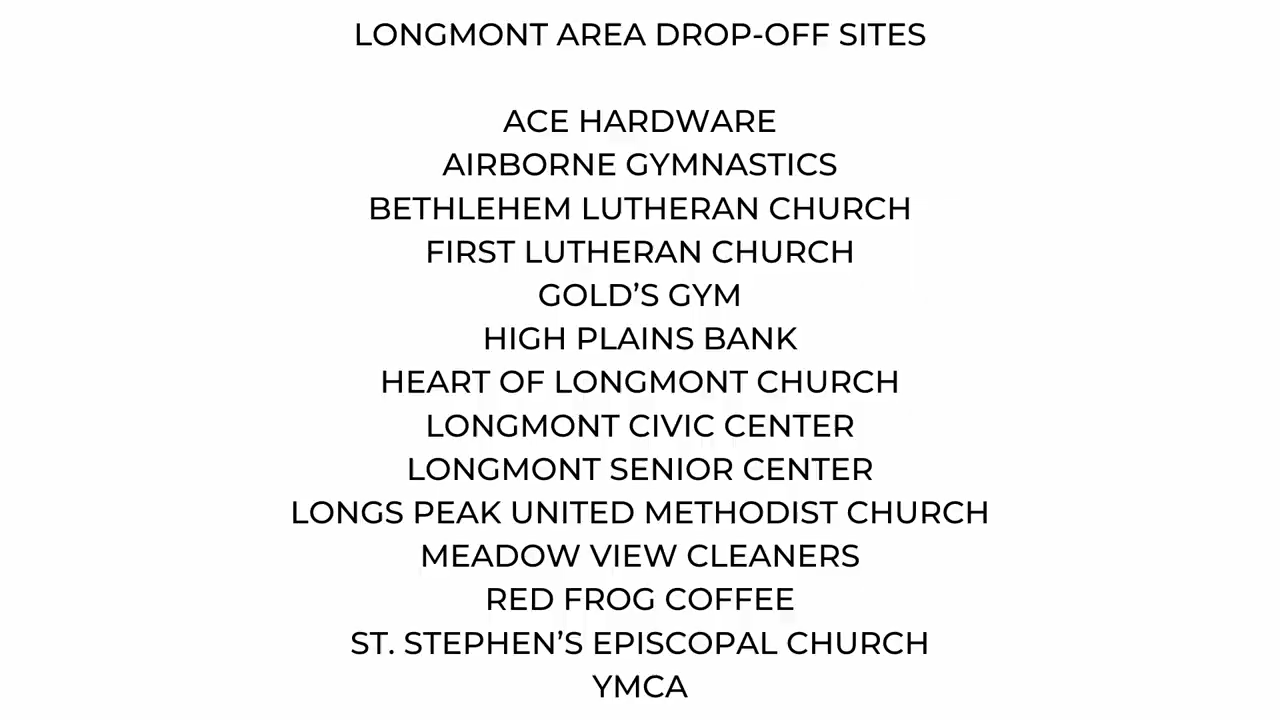 LONGMONT AREA DROP-OFF SITES
ACE HARDWARE
AIRBORNE GYMNASTICS
BETHLEHEM LUTHERAN CHURCH
FIRST LUTHERAN CHURCH
GOLD’S GYM
HIGH PLAINS BANK
HEART OF LONGMONT CHURCH
LONGMONT CIVIC CENTER
LONGMONT SENIOR CENTER
LONGS PEAK UNITED METHODIST CHURCH
MEADOW VIEW CLEANERS
RED FROG COFFEE
ST. STEPHEN’S EPISCOPAL CHURCH
YMCA